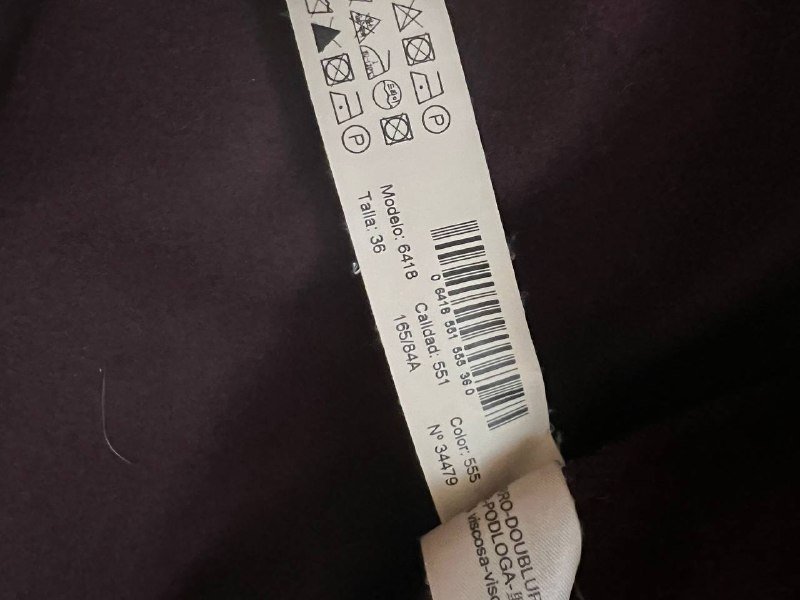 P
P
Modelo: 6418 Calidad: 551 Color: 555
Talla: 36 165/84A Nº 34479
0 6418 551 555 36 0
viscosa-visc